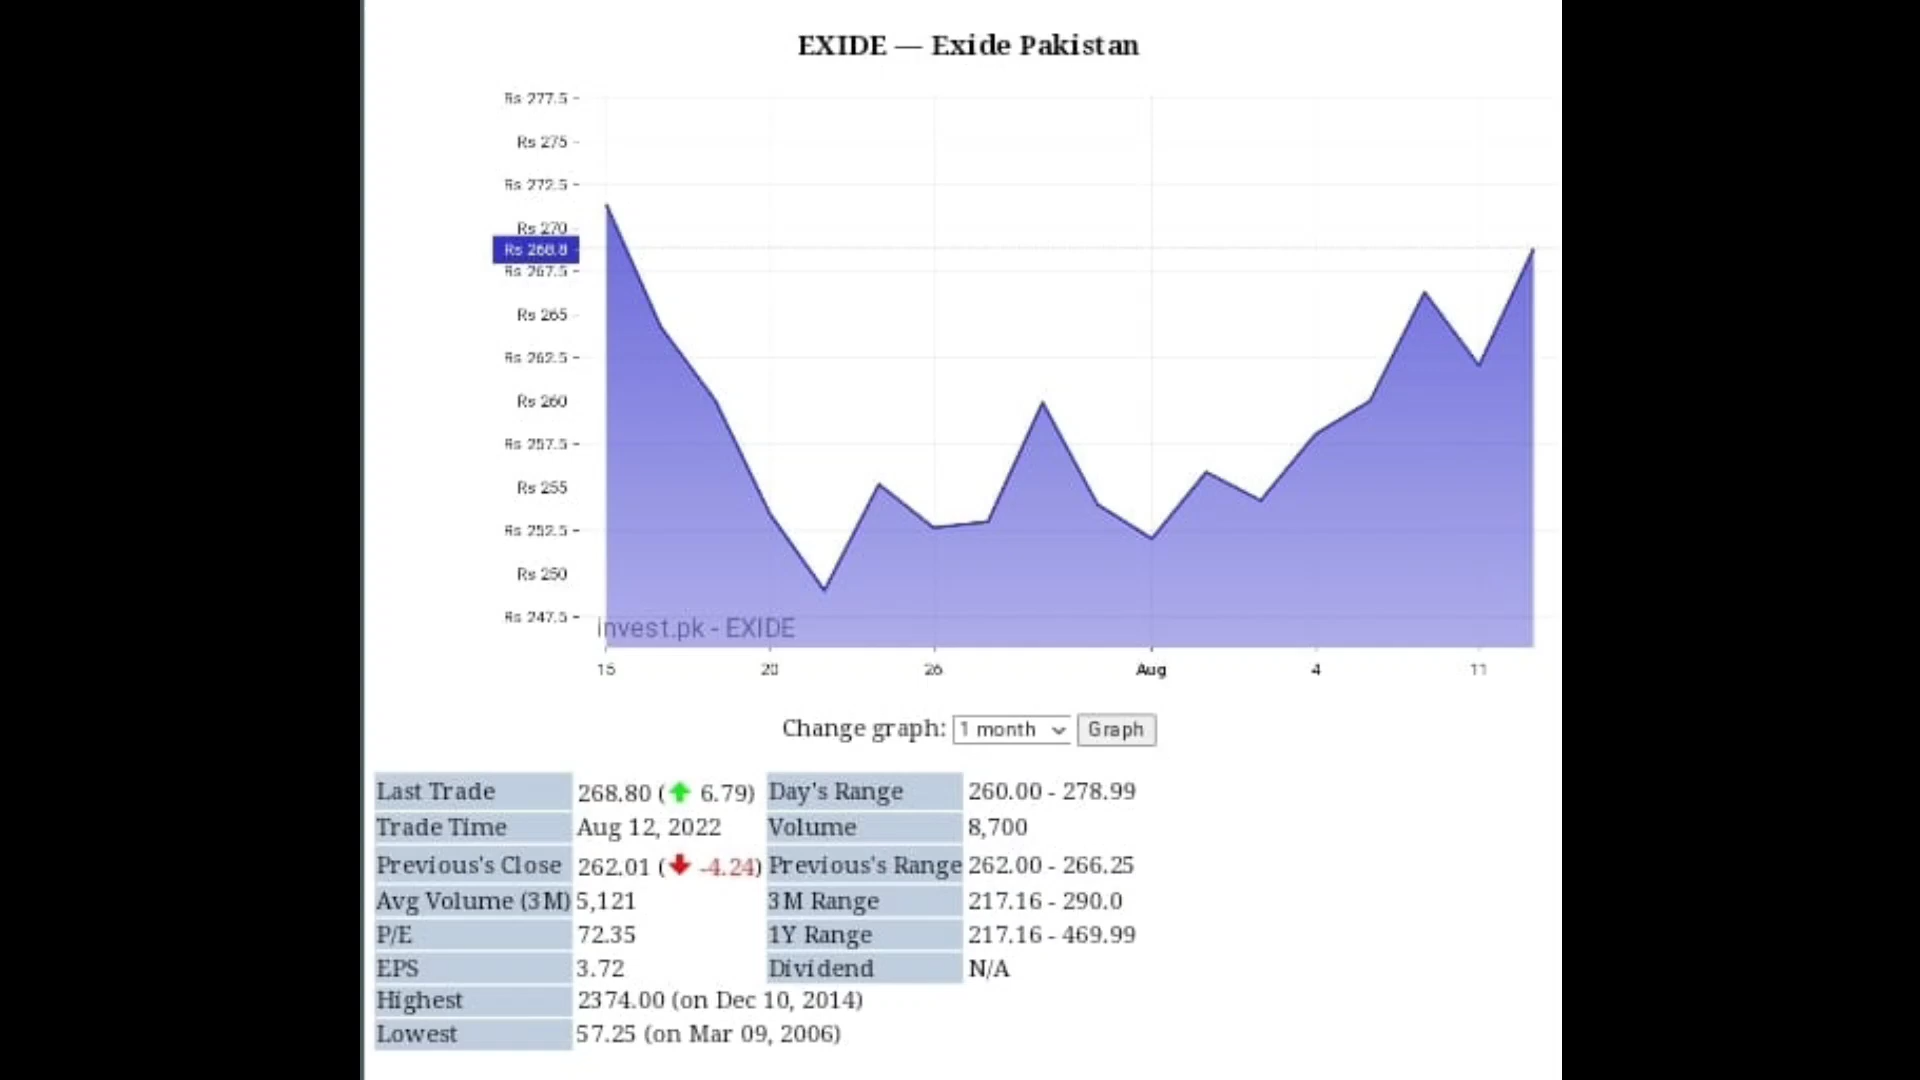 EXIDE — Exide Pakistan
Rs 277.5
Rs 275
Rs 272.5
Rs 270
Rs 268.8
Rs 267.5
Rs 265
Rs 262.5
Rs 260
Rs 257.5
Rs 255
Rs 252.5
Rs 250
Rs 247.5
invest.pk - EXIDE
15 20 26 Aug 4 11
Change graph: 1 month Graph
Last Trade 268.80 (⬆ 6.79) Day's Range 260.00 - 278.99
Trade Time Aug 12, 2022 Volume 8,700
Previous's Close 262.01 (⬇ -4.24) Previous's Range 262.00 - 266.25
Avg Volume (3M) 5,121 3M Range 217.16 - 290.0
P/E 72.35 1Y Range 217.16 - 469.99
EPS 3.72 Dividend N/A
Highest 2374.00 (on Dec 10, 2014)
Lowest 57.25 (on Mar 09, 2006)